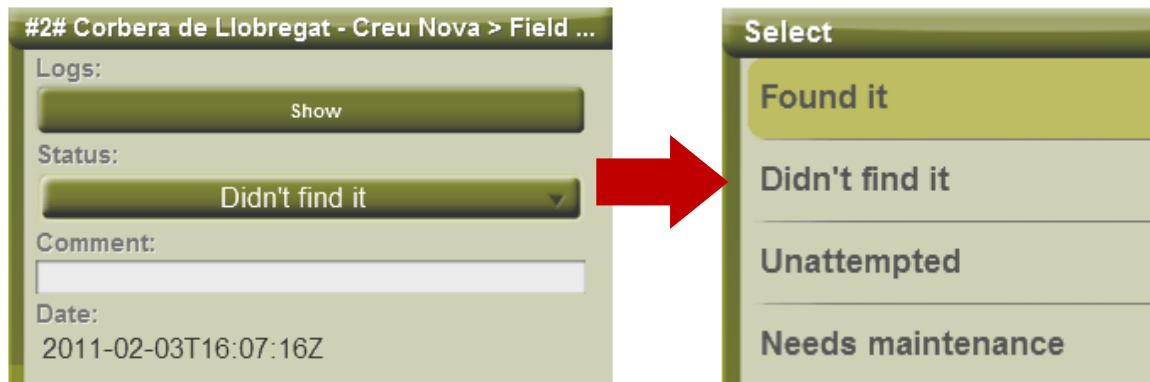 #2# Corbera de Llobregat - Creu Nova > Field ...
Logs:
Show
Status:
Didn't find it
Comment:
Date:
2011-02-03T16:07:16Z
Select
Found it
Didn't find it
Unattempted
Needs maintenance